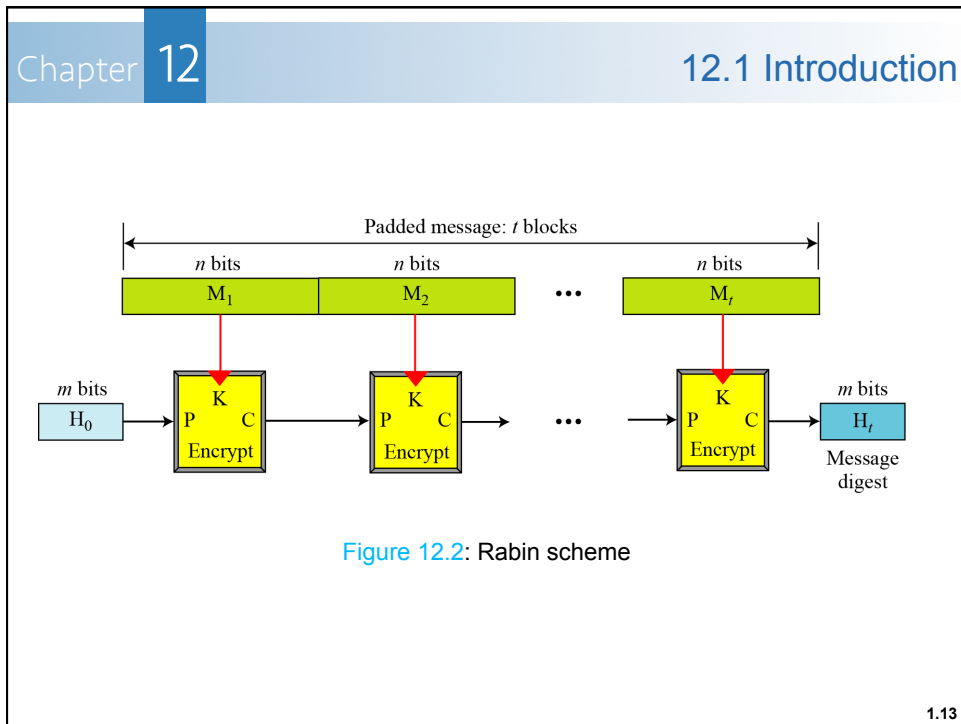 Chapter 12
12.1 Introduction
Padded message: t blocks
n bits n bits n bits
M1 M2 ••• Mt
m bits K K K m bits
H0 P C P C ••• P C Ht
Encrypt Encrypt Encrypt Message
digest
Figure 12.2: Rabin scheme
1.13